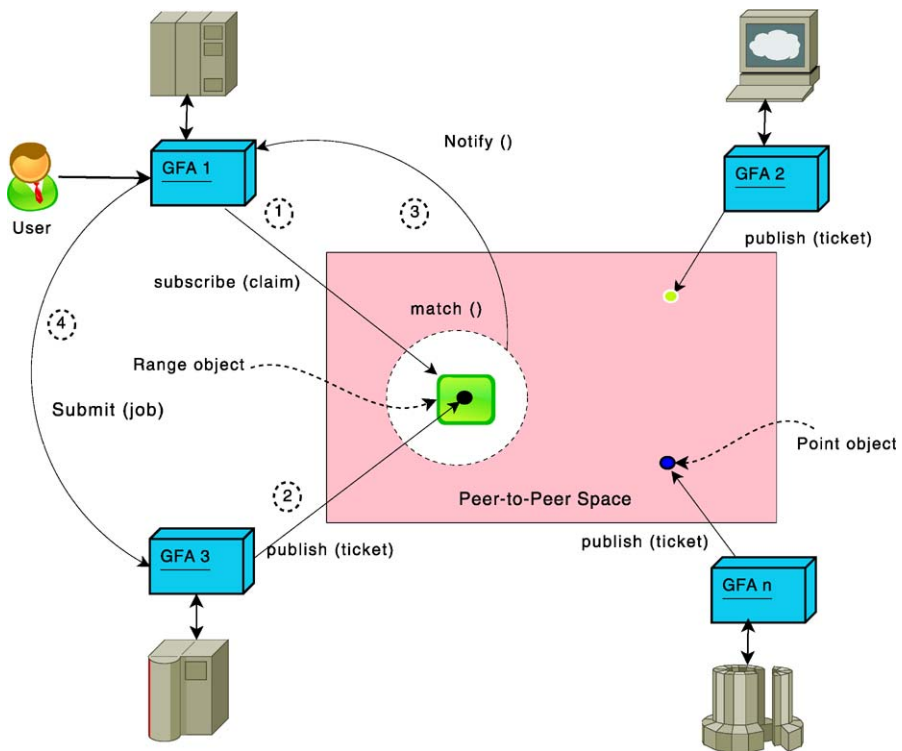 Notify ()
GFA 1
GFA 2
User
1
3
publish (ticket)
subscribe (claim)
match ()
4
Range object
Submit (job)
Point object
2
Peer-to-Peer Space
GFA 3
publish (ticket)
publish (ticket)
GFA n